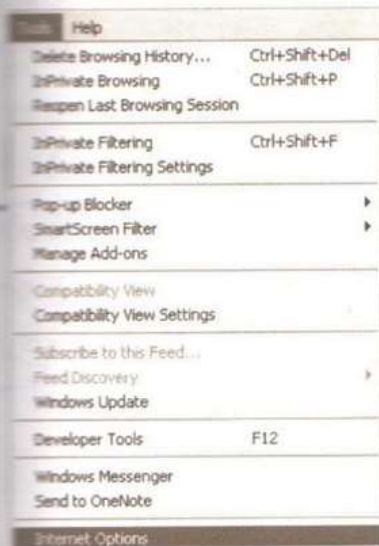 Tools Help
Delete Browsing History... Ctrl+Shift+Del
InPrivate Browsing Ctrl+Shift+P
Reopen Last Browsing Session
InPrivate Filtering Ctrl+Shift+F
InPrivate Filtering Settings
Pop-up Blocker
SmartScreen Filter
Manage Add-ons
Compatibility View
Compatibility View Settings
Subscribe to this Feed...
Feed Discovery
Windows Update
Developer Tools F12
Windows Messenger
Send to OneNote
Internet Options